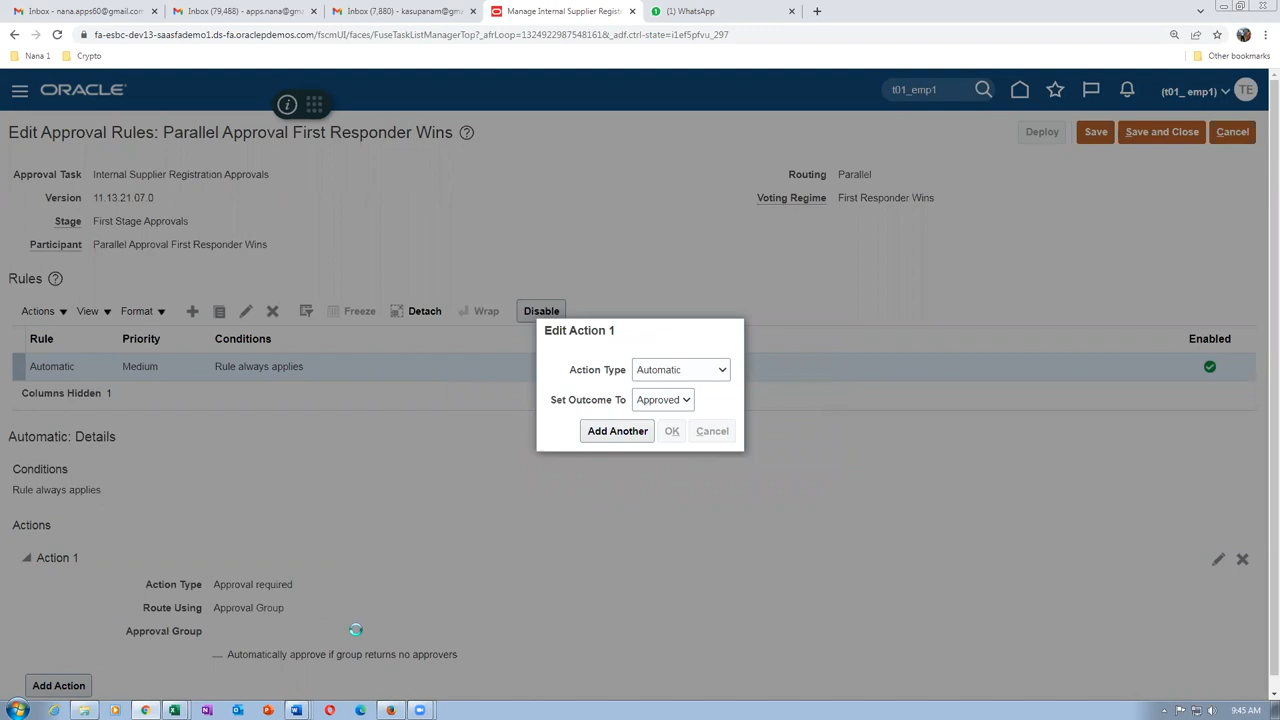 Inbox - nana.apps60@gmail.com
Inbox (79,488) - apps.nana@gm
Inbox (7,880) - kasupanam@gm
Manage Internal Supplier Registr
(1) WhatsApp
fa-esbc-dev13-saasfademo1.ds-fa.oraclepdemos.com/fscmUI/faces/FuseTaskListManagerTop?_afrLoop=1324922987548161&_adf.ctrl-state=i1ef5pfvu_297
Nana 1
Crypto
Other bookmarks
ORACLE
t01_emp1
(t01_ emp1)
TE
Edit Approval Rules: Parallel Approval First Responder Wins
Deploy
Save
Save and Close
Cancel
Approval Task Internal Supplier Registration Approvals
Routing Parallel
Version 11.13.21.07.0
Voting Regime First Responder Wins
Stage First Stage Approvals
Participant Parallel Approval First Responder Wins
Rules
Actions View Format Freeze Detach Wrap Disable
Rule Priority Conditions Enabled
Automatic Medium Rule always applies
Columns Hidden 1
Edit Action 1
Action Type Automatic
Set Outcome To Approved
Add Another OK Cancel
Automatic: Details
Conditions
Rule always applies
Actions
Action 1
Action Type Approval required
Route Using Approval Group
Approval Group
Automatically approve if group returns no approvers
Add Action
9:45 AM